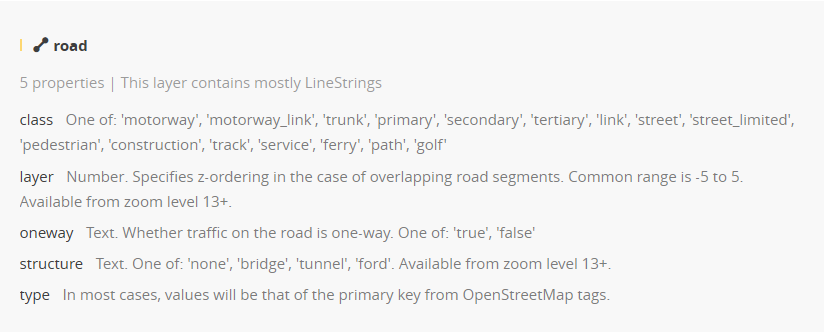 road
5 properties | This layer contains mostly LineStrings
class One of: 'motorway', 'motorway_link', 'trunk', 'primary', 'secondary', 'tertiary', 'link', 'street', 'street_limited',
'pedestrian', 'construction', 'track', 'service', 'ferry', 'path', 'golf'
layer Number. Specifies z-ordering in the case of overlapping road segments. Common range is -5 to 5.
Available from zoom level 13+.
oneway Text. Whether traffic on the road is one-way. One of: 'true', 'false'
structure Text. One of: 'none', 'bridge', 'tunnel', 'ford'. Available from zoom level 13+.
type In most cases, values will be that of the primary key from OpenStreetMap tags.